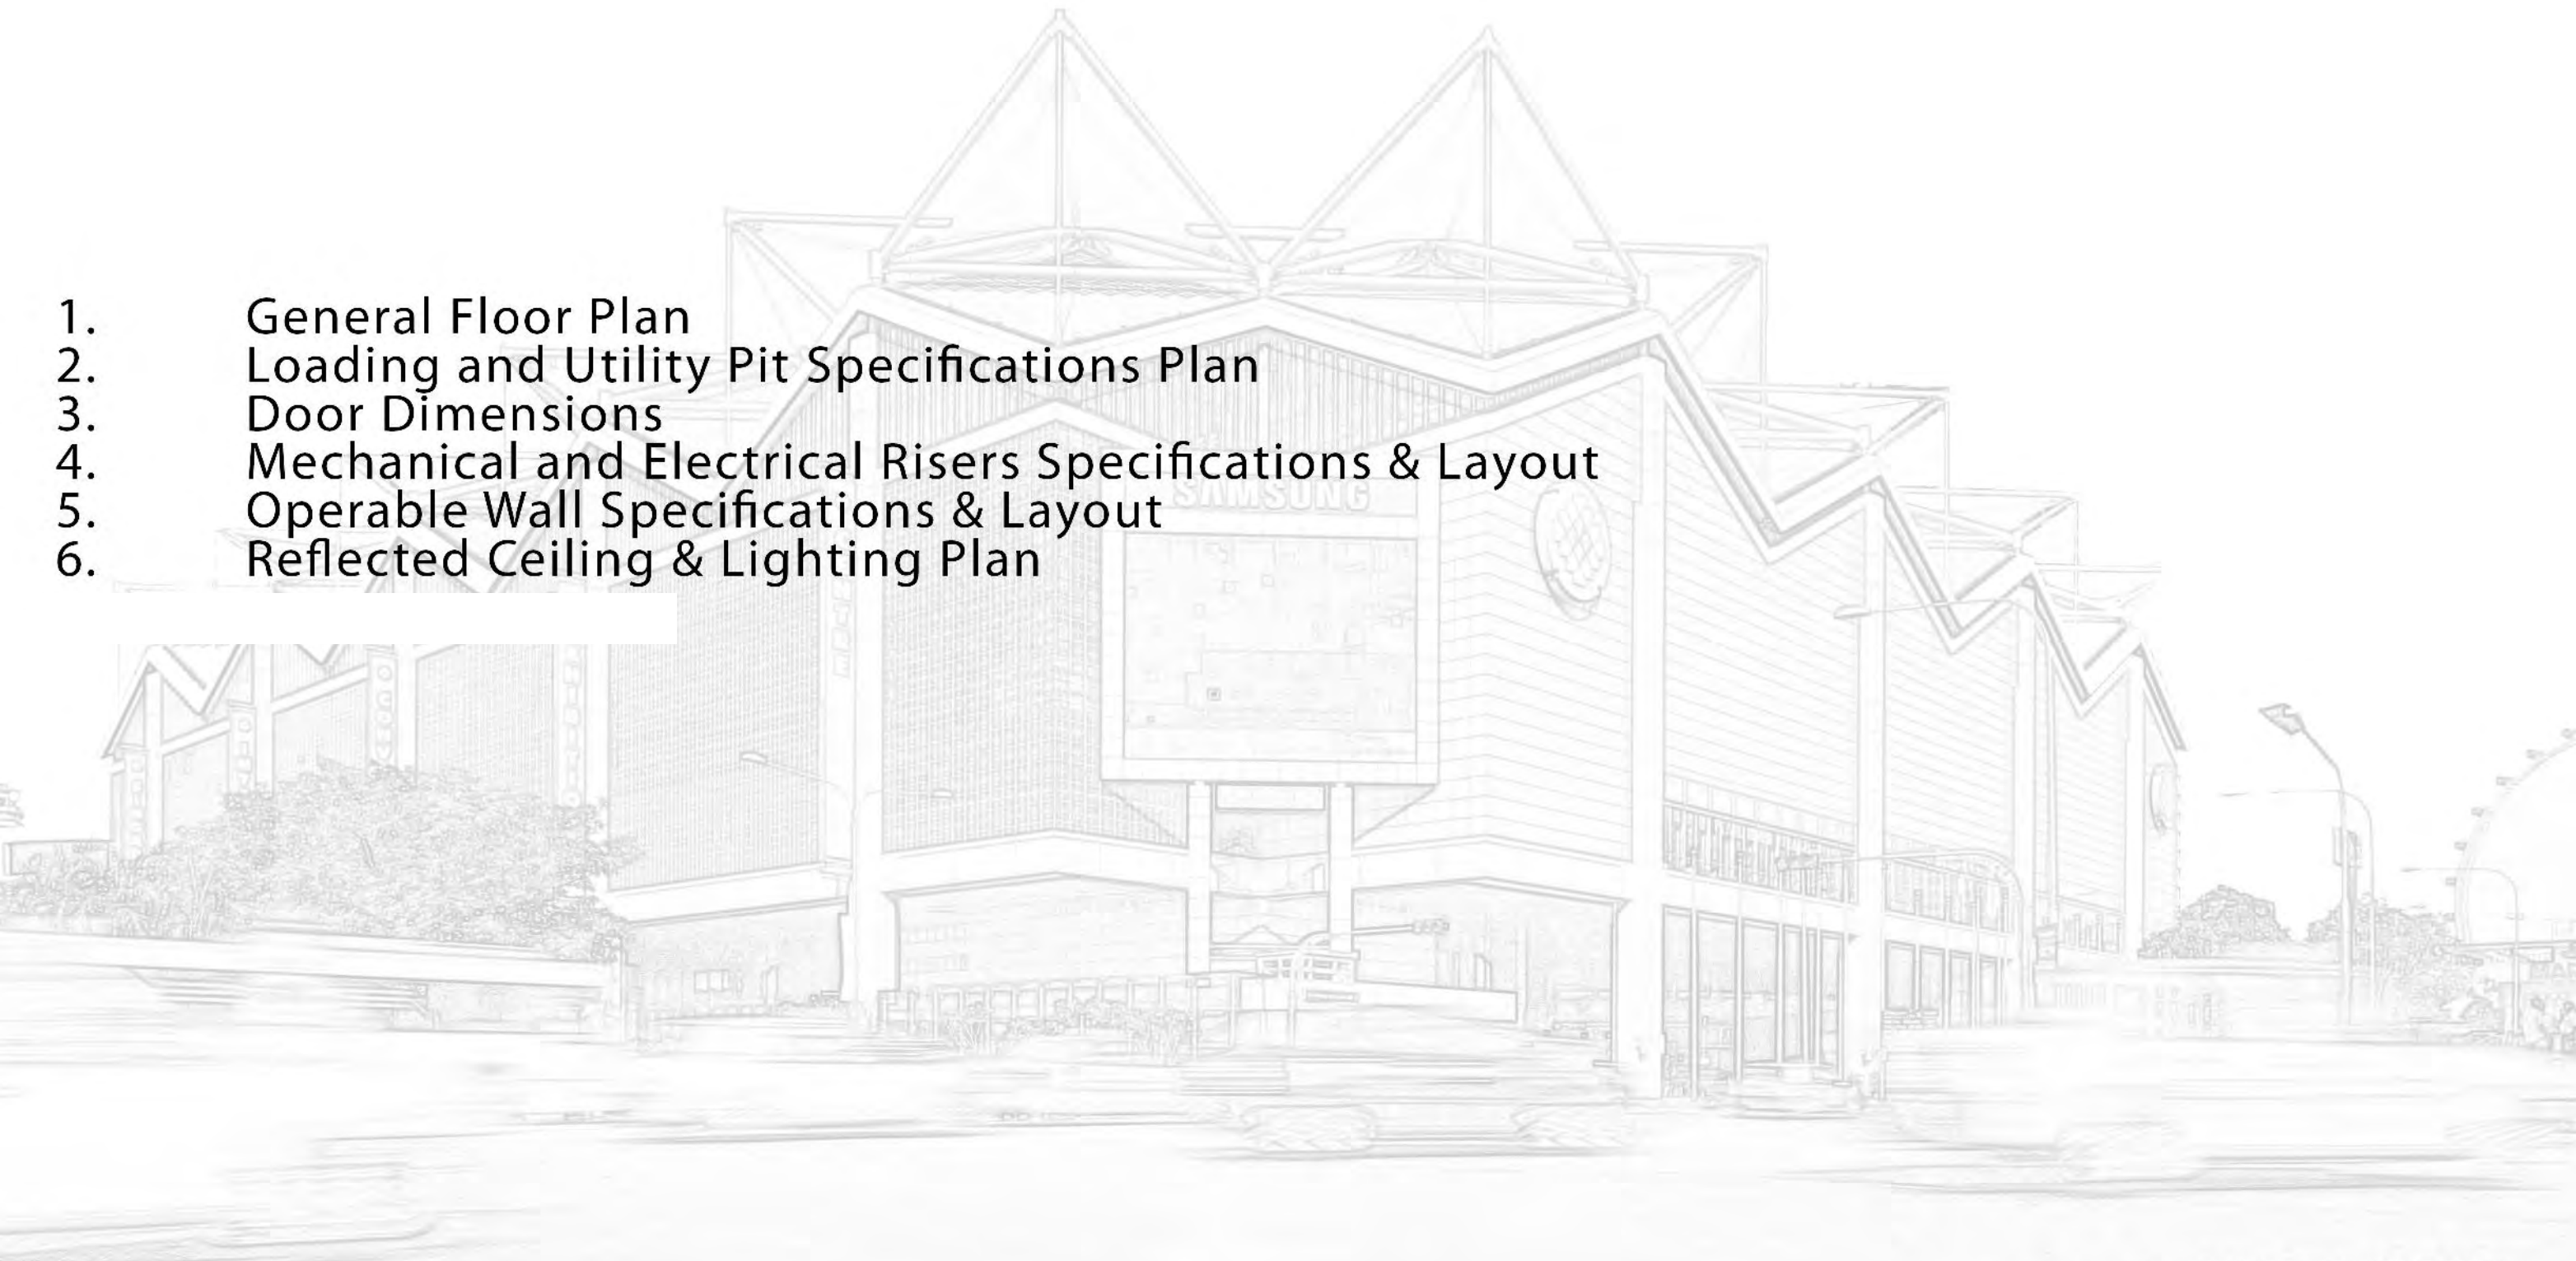 1. General Floor Plan
2. Loading and Utility Pit Specifications Plan
3. Door Dimensions
4. Mechanical and Electrical Risers Specifications & Layout
5. Operable Wall Specifications & Layout
SAMSUNG
6. Reflected Ceiling & Lighting Plan